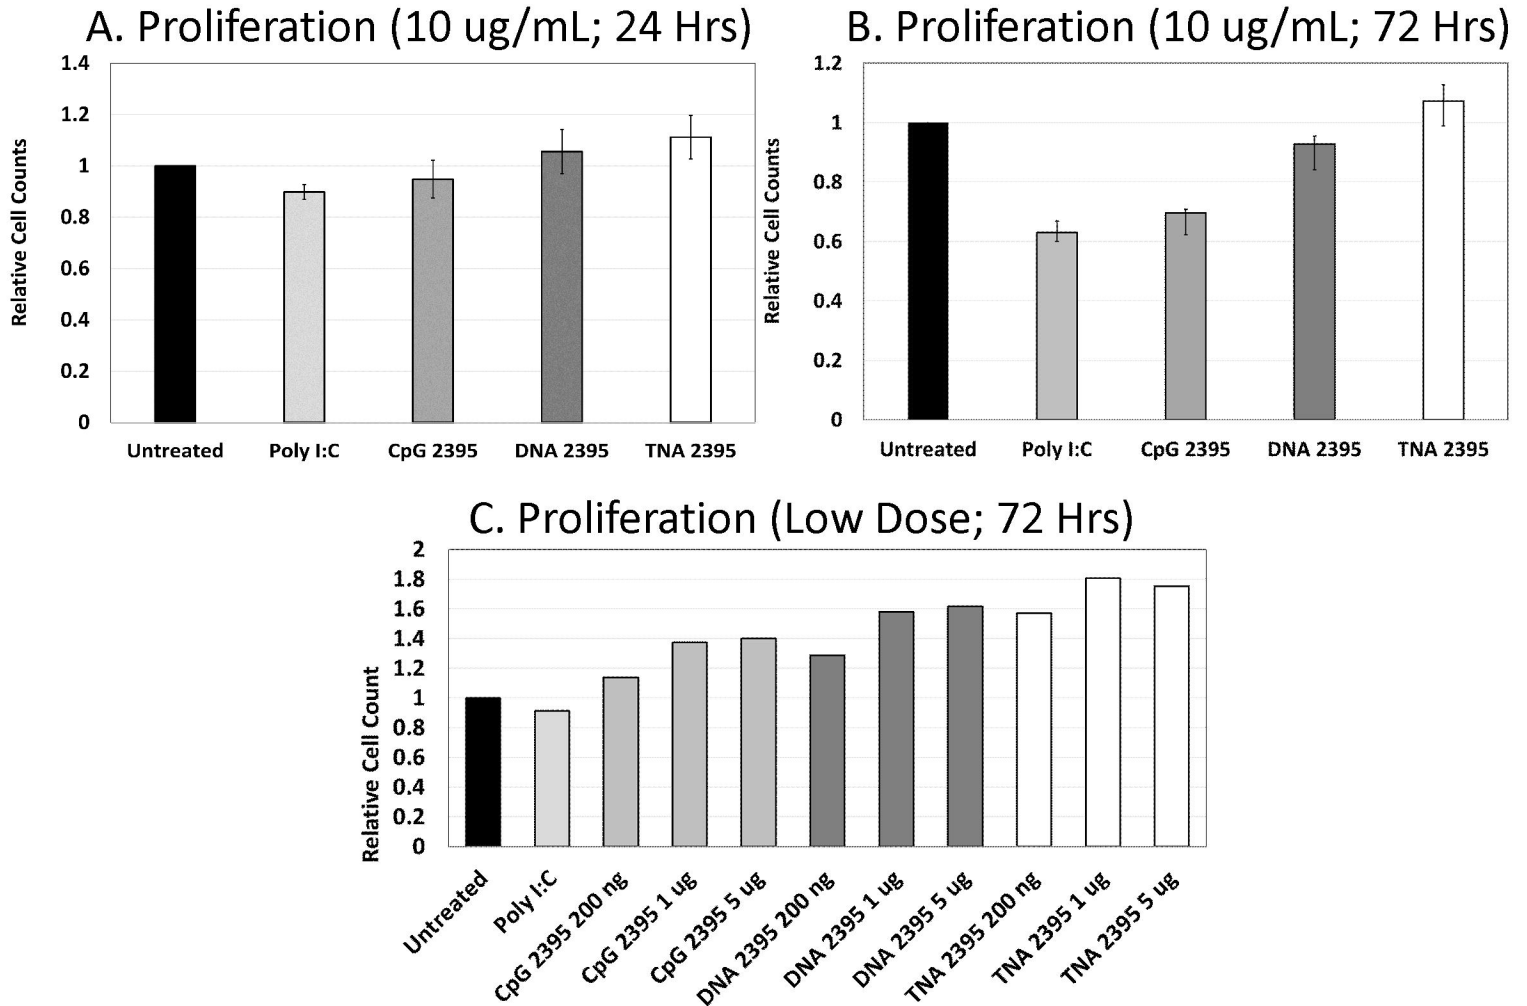 A. Proliferation (10 ug/mL; 24 Hrs)
1.4
1.2
1
0.8
0.6
0.4
0.2
0
Relative Cell Counts
Untreated
Poly I:C
CpG 2395
DNA 2395
TNA 2395
B. Proliferation (10 ug/mL; 72 Hrs)
1.2
1
0.8
0.6
0.4
0.2
0
Relative Cell Counts
Untreated
Poly I:C
CpG 2395
DNA 2395
TNA 2395
C. Proliferation (Low Dose; 72 Hrs)
2
1.8
1.6
1.4
1.2
1
0.8
0.6
0.4
0.2
0
Relative Cell Count
Untreated
Poly I:C
CpG 2395 200 ng
CpG 2395 1 ug
CpG 2395 5 ug
DNA 2395 200 ng
DNA 2395 1 ug
DNA 2395 5 ug
TNA 2395 200 ng
TNA 2395 1 ug
TNA 2395 5 ug